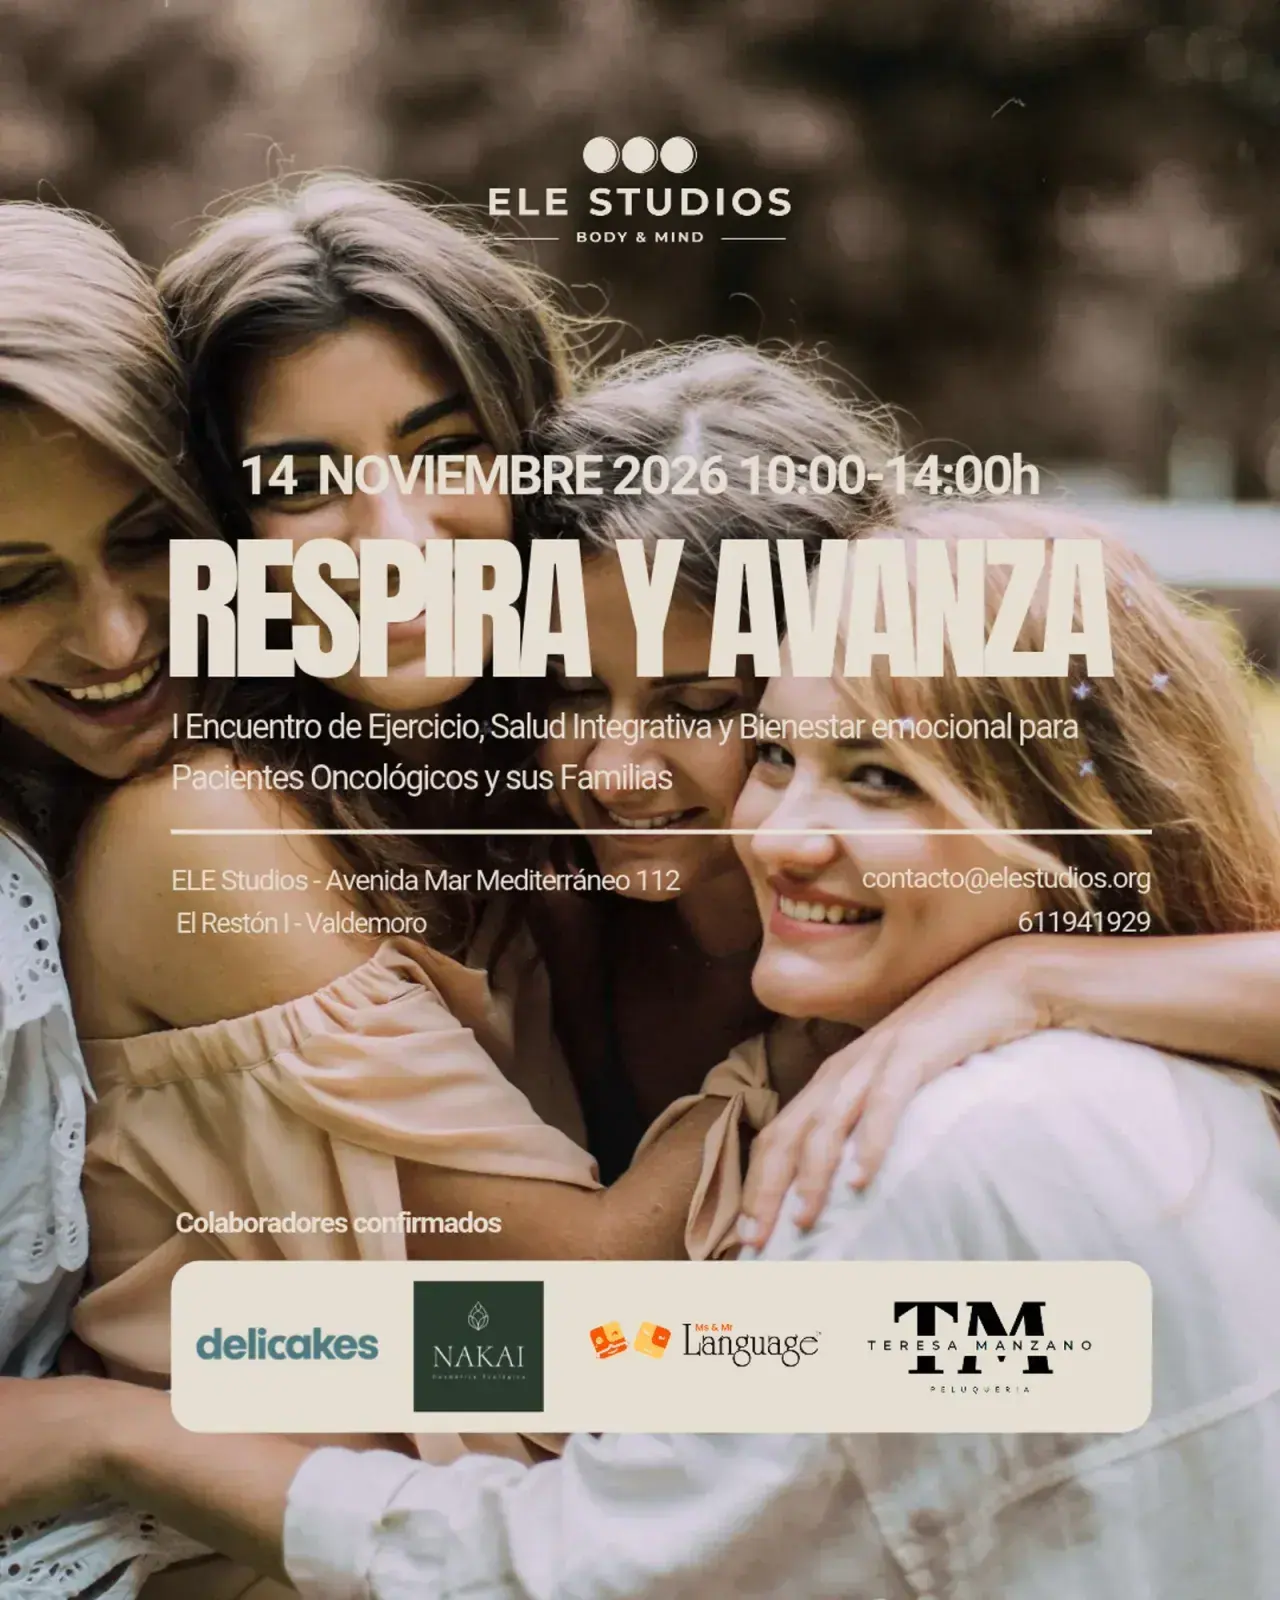 ELE STUDIOS
BODY & MIND
14 NOVIEMBRE 2026 10:00-14:00h
RESPIRA Y AVANZA
I Encuentro de Ejercicio, Salud Integrativa y Bienestar emocional para
Pacientes Oncológicos y sus Familias
ELE Studios - Avenida Mar Mediterráneo 112
El Restón I - Valdemoro
contacto@elestudios.org
611941929
Colaboradores confirmados
delicakes
NAKAI
Cosmética Ecológica
Ms & Mr
Language
TM
TERESA MANZANO
PELUQUERIA